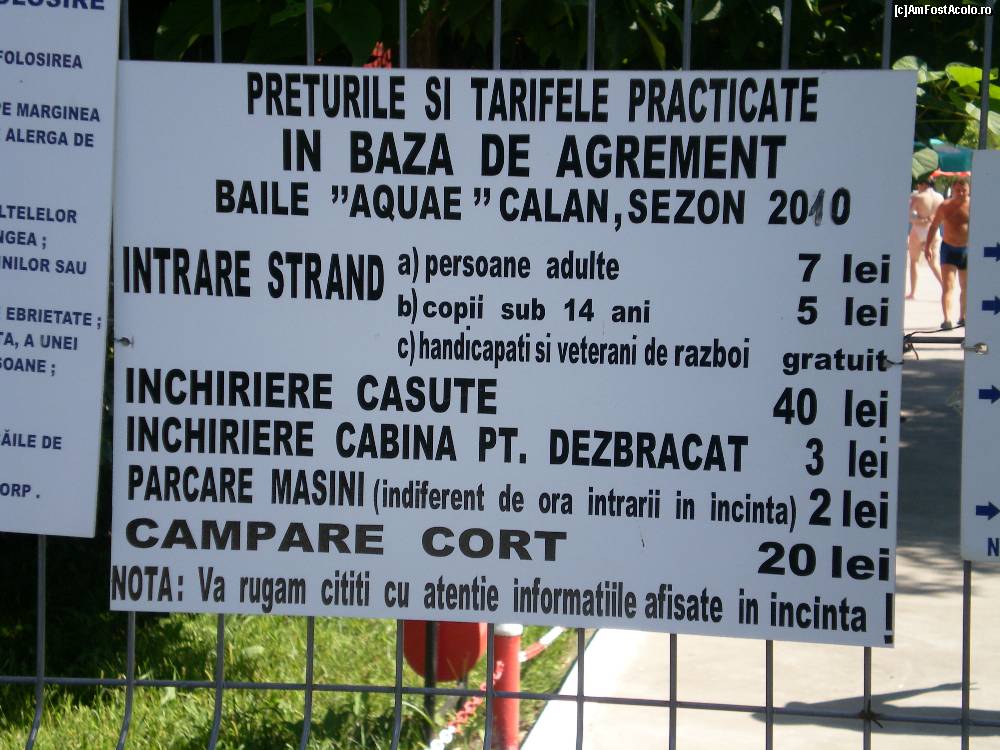 [c]AmFostAcolo.ro
OLOSIRE
FOLOSIREA
PE MARGINEA
ALERGA DE
LTELELOR
NGEA ;
NILOR SAU
EBRIETATE ;
TA, A UNEI
SOANE ;
ĂILE DE
ORP .
PRETURILE SI TARIFELE PRACTICATE
IN BAZA DE AGREMENT
BAILE "AQUAE" CALAN, SEZON 2010
INTRARE STRAND a) persoane adulte 7 lei
b) copii sub 14 ani 5 lei
c) handicapati si veterani de razboi gratuit
INCHIRIERE CASUTE 40 lei
INCHIRIERE CABINA PT. DEZBRACAT 3 lei
PARCARE MASINI (indiferent de ora intrarii in incinta) 2 lei
CAMPARE CORT 20 lei
NOTA: Va rugam cititi cu atentie informatiile afisate in incinta !
N